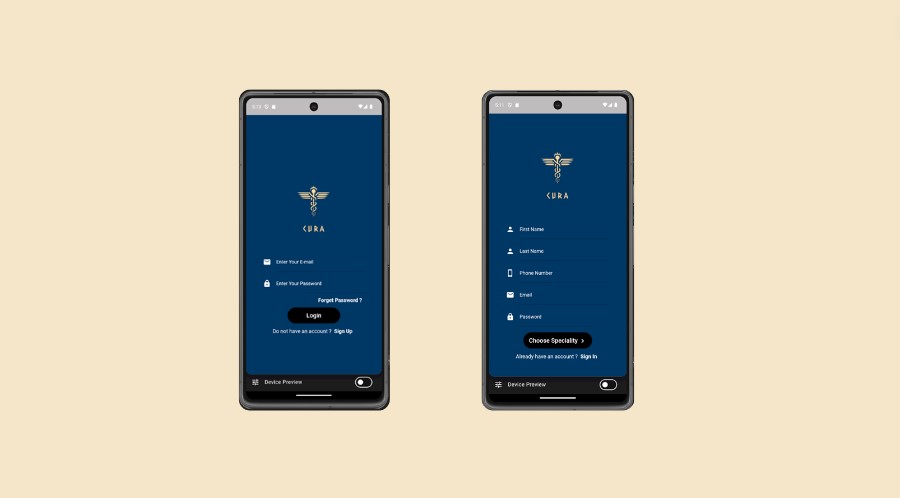 CURA
Enter Your E-mail
Enter Your Password
Forget Password ?
Login
Do not have an account ? Sign Up
Device Preview
CURA
First Name
Last Name
Phone Number
Email
Password
Choose Speciality >
Already have an account ? Sign In
Device Preview